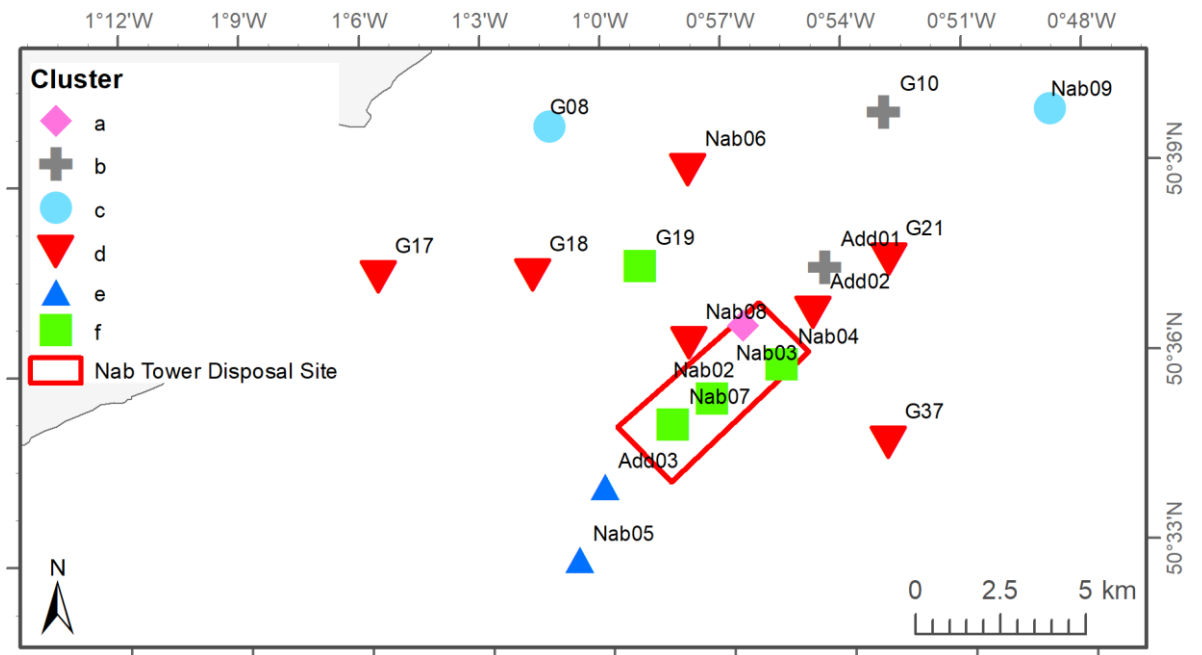 1°12'W 1°9'W 1°6'W 1°3'W 1°0'W 0°57'W 0°54'W 0°51'W 0°48'W
Cluster
a
b
c
d
e
f
Nab Tower Disposal Site
G10
Nab09
G08
Nab06
50°39'N
G17
G18
G19
Add01
G21
Add02
Nab08
Nab04
50°36'N
Nab03
Nab02
Nab07
G37
Add03
Nab05
50°33'N
N
0 2.5 5 km